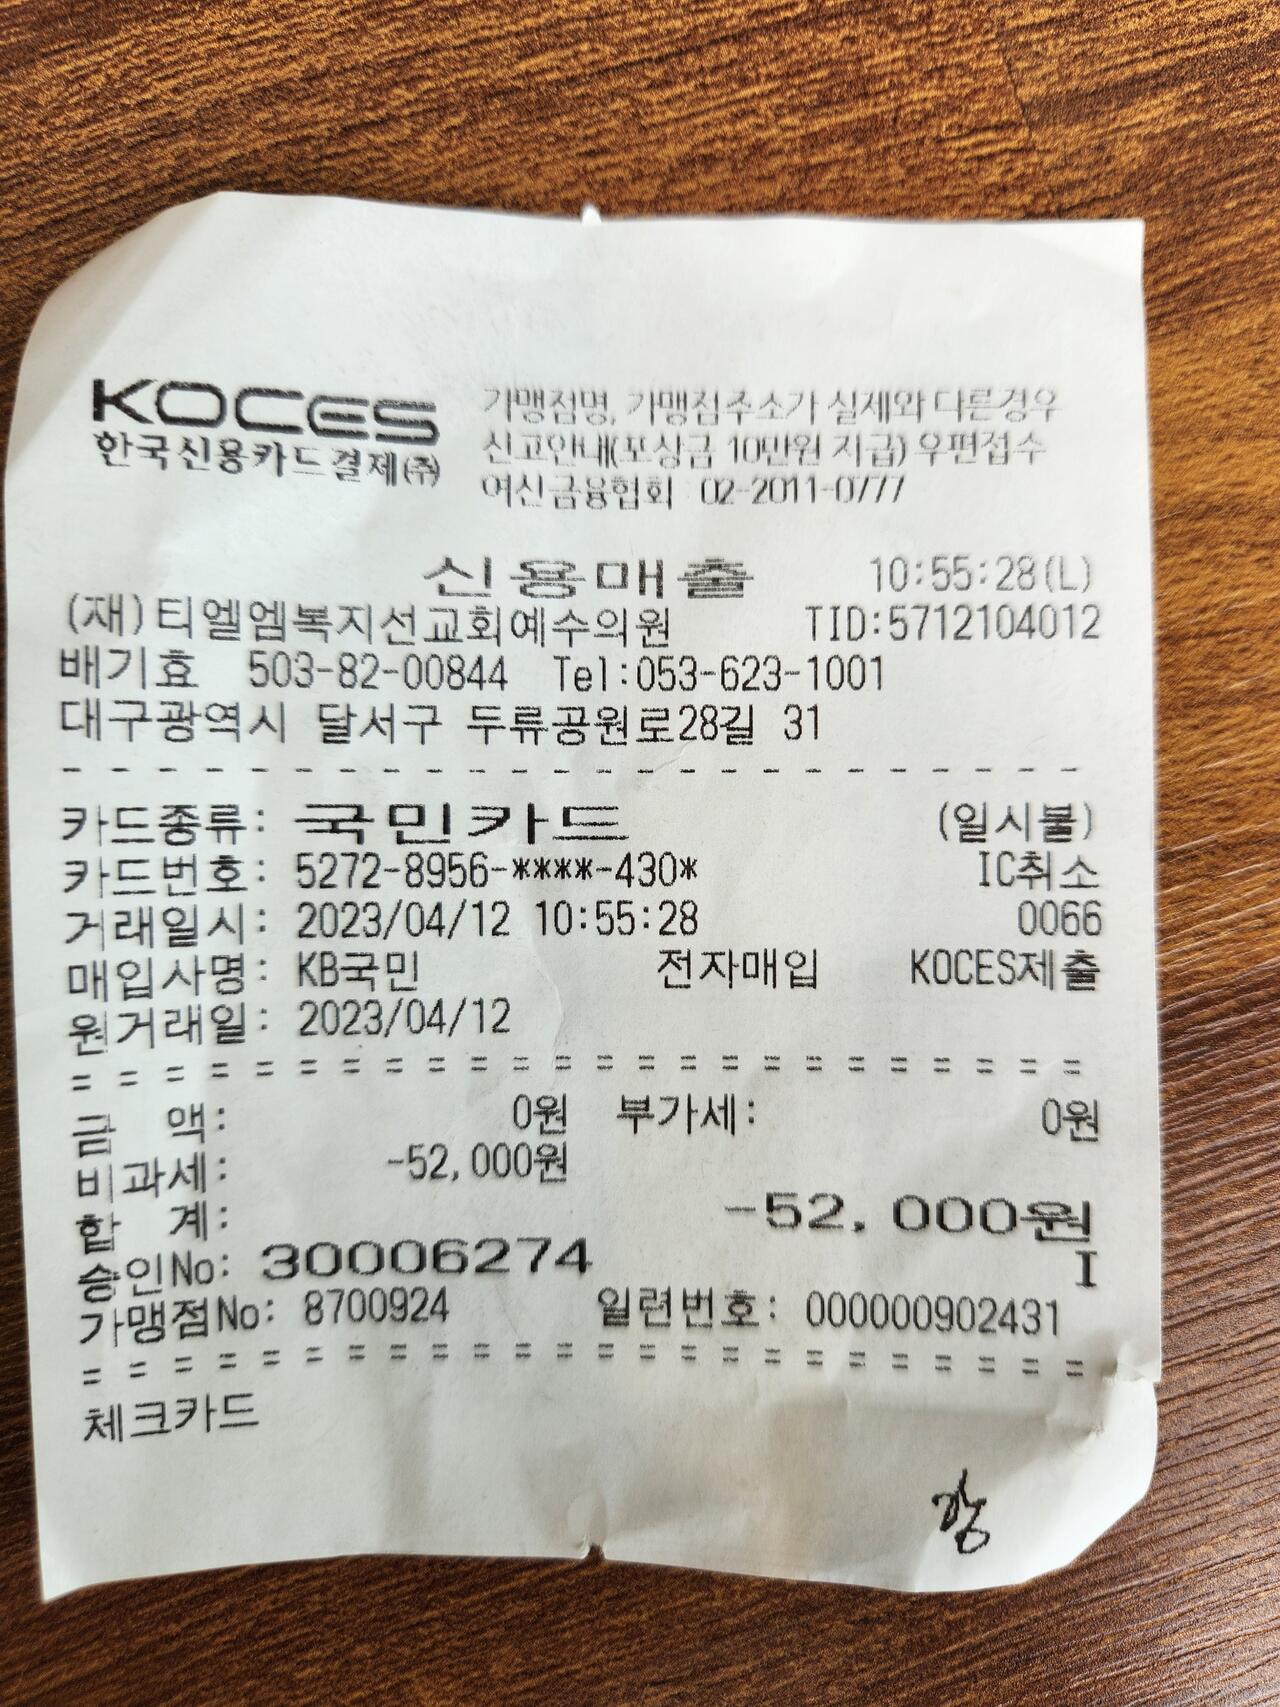 KOCES
한국신용카드결제(주)
가맹점명, 가맹점주소가 실제와 다른경우
신고안내(포상금 10만원 지급) 우편접수
여신금융협회 02-2011-0777
신용매출 10:55:28(L)
(재)티엘엠복지선교회예수의원 TID:5712104012
배기효 503-82-00844 Tel:053-623-1001
대구광역시 달서구 두류공원로28길 31
카드종류: 국민카드 (일시불)
카드번호: 5272-8956-****-430* IC취소
거래일시: 2023/04/12 10:55:28 0066
매입사명: KB국민 전자매입 KOCES제출
원거래일: 2023/04/12
금 액: 0원 부가세: 0원
비과세: -52,000원
합 계: -52,000원
승인No: 30006274 I
가맹점No: 8700924 일련번호: 000000902431
체크카드